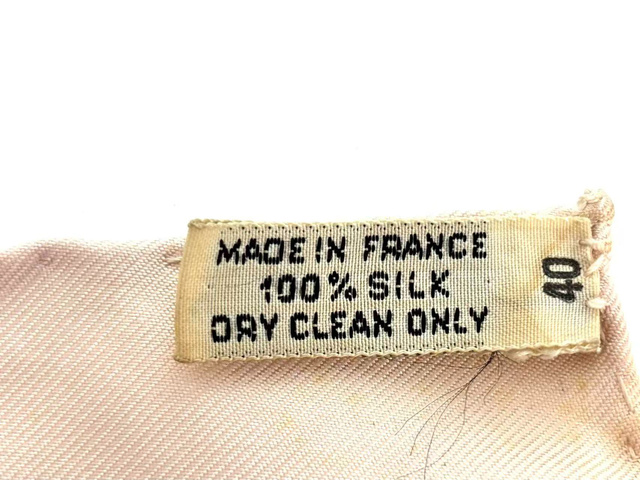 MADE IN FRANCE
100% SILK
DRY CLEAN ONLY
40